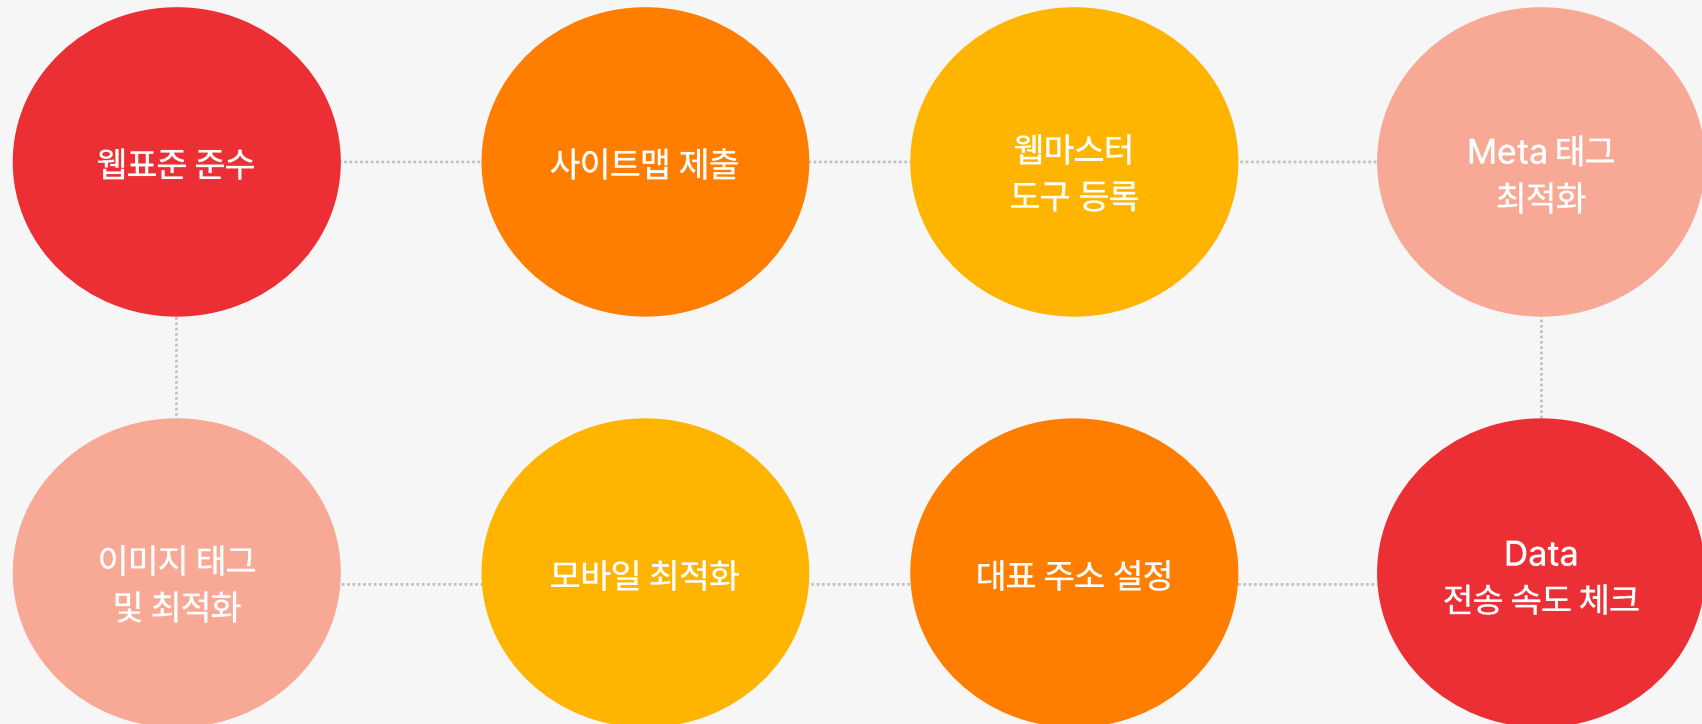 웹표준 준수
사이트맵 제출
웹마스터
도구 등록
Meta 태그
최적화
이미지 태그
및 최적화
모바일 최적화
대표 주소 설정
Data
전송 속도 체크